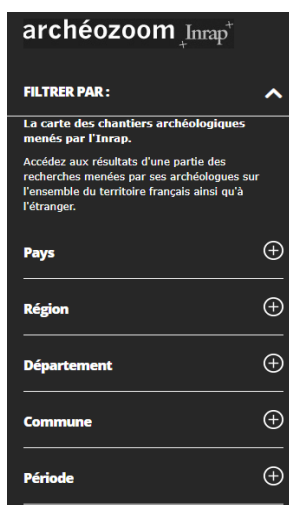 archéozoom Inrap
FILTRER PAR :
La carte des chantiers archéologiques
menés par l'Inrap.
Accédez aux résultats d'une partie des
recherches menées par ses archéologues sur
l'ensemble du territoire français ainsi qu'à
l'étranger.
Pays
Région
Département
Commune
Période